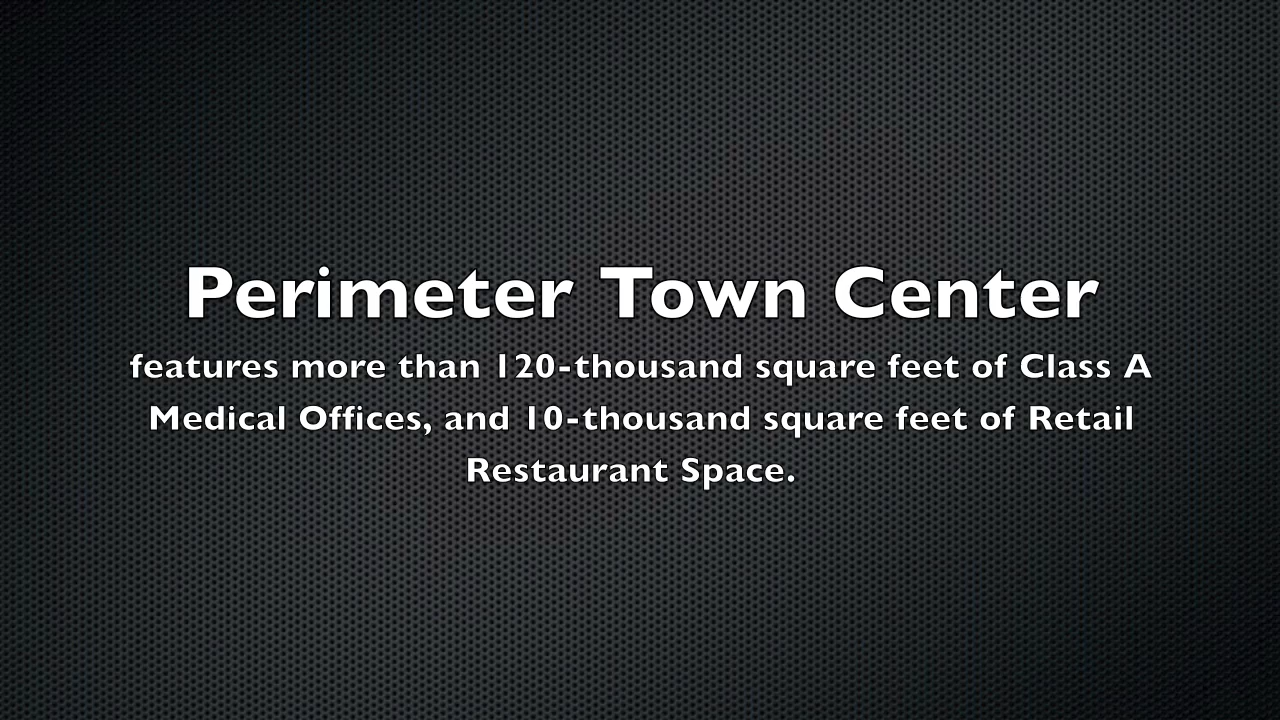 Perimeter Town Center
features more than 120-thousand square feet of Class A
Medical Offices, and 10-thousand square feet of Retail
Restaurant Space.